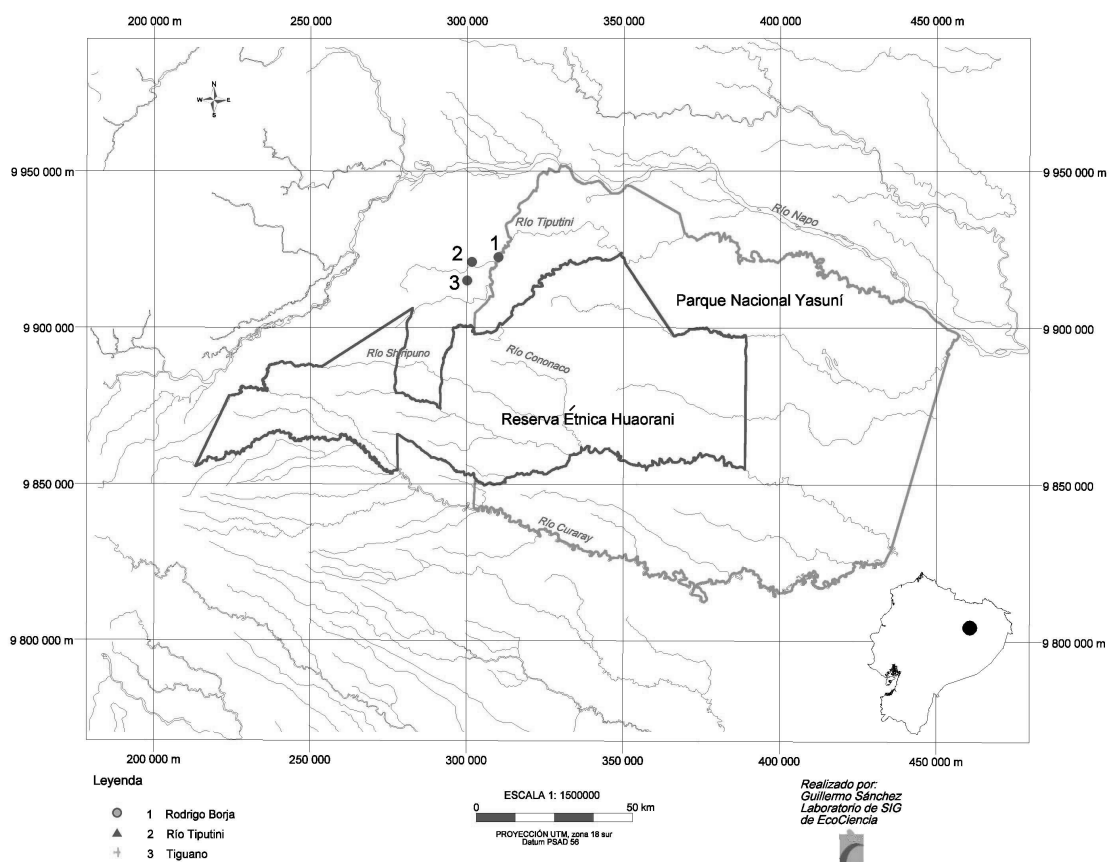 200 000 m 250 000 300 000 350 000 400 000 450 000 m
N
W E
S
9 950 000 m 9 950 000 m
Río Napo
Río Tiputini
1
2
3
Parque Nacional Yasuní
9 900 000 m 9 900 000 m
Río Shiripuno
Río Cononaco
Reserva Étnica Huaorani
9 850 000 m 9 850 000 m
Río Curaray
9 800 000 m 9 800 000 m
200 000 m 250 000 300 000 350 000 400 000 450 000 m
Leyenda
1 Rodrigo Borja
2 Río Tiputini
3 Tiguano
ESCALA 1: 1500000
0 50 km
PROYECCIÓN UTM, zona 18 sur
Datum PSAD 56
Realizado por:
Guillermo Sánchez
Laboratorio de SIG
de EcoCiencia